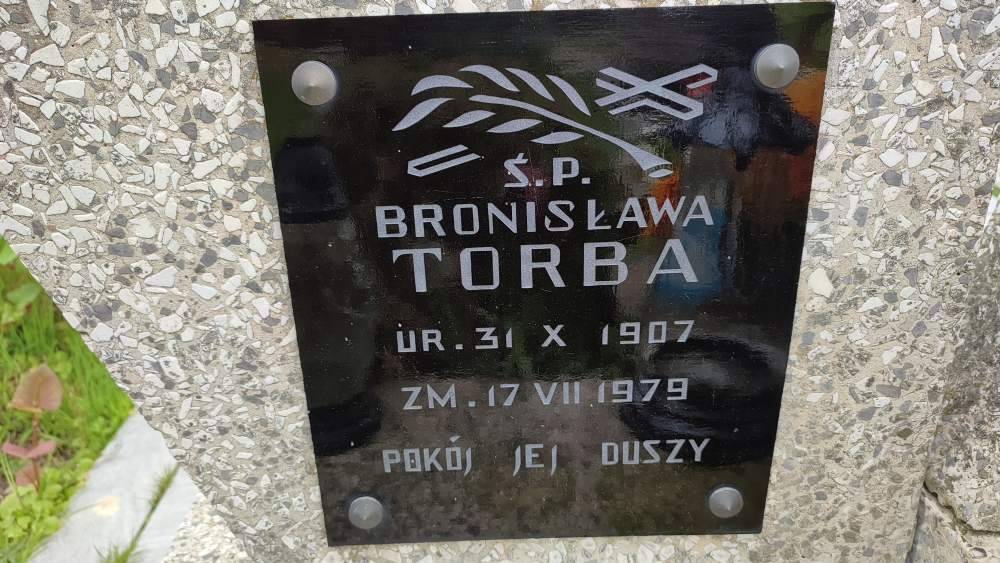 Ś.P.
BRONISŁAWA
TORBA
UR. 31 X 1907
ZM. 17 VII 1979
POKÓJ JEJ DUSZY